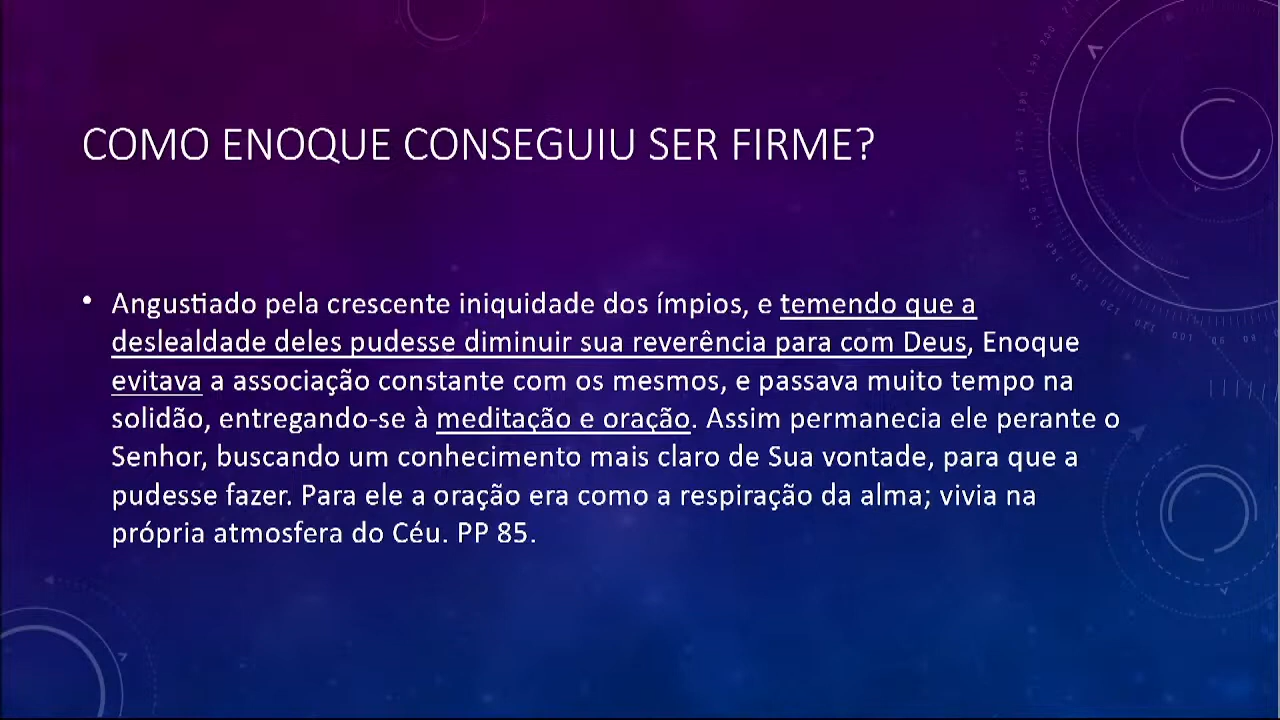 COMO ENOQUE CONSEGUIU SER FIRME?
• Angustiado pela crescente iniquidade dos ímpios, e temendo que a
deslealdade deles pudesse diminuir sua reverência para com Deus, Enoque
evitava a associação constante com os mesmos, e passava muito tempo na
solidão, entregando-se à meditação e oração. Assim permanecia ele perante o
Senhor, buscando um conhecimento mais claro de Sua vontade, para que a
pudesse fazer. Para ele a oração era como a respiração da alma; vivia na
própria atmosfera do Céu. PP 85.